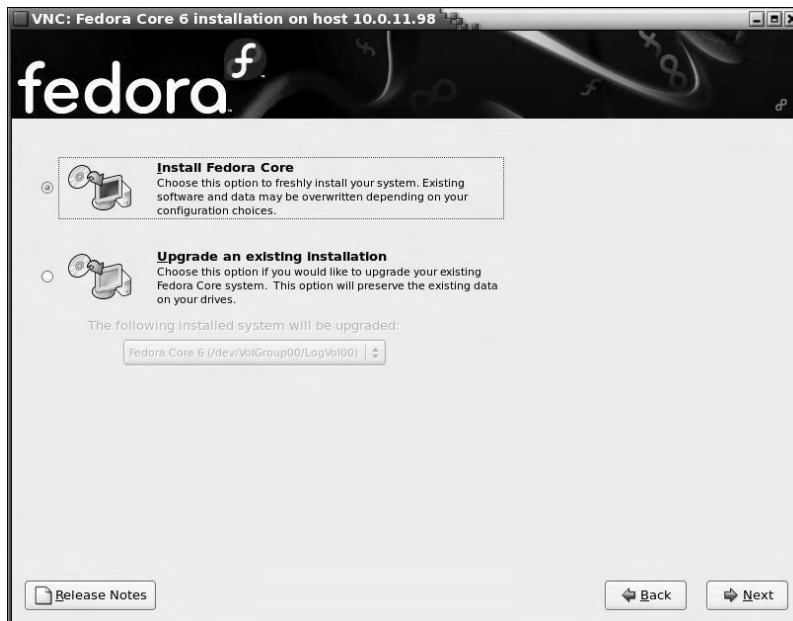 VNC: Fedora Core 6 installation on host 10.0.11.98
fedora
Install Fedora Core
Choose this option to freshly install your system. Existing
software and data may be overwritten depending on your
configuration choices.
Upgrade an existing installation
Choose this option if you would like to upgrade your existing
Fedora Core system. This option will preserve the existing data
on your drives.
The following installed system will be upgraded:
Fedora Core 6 (/dev/VolGroup00/LogVol00)
Release Notes
Back
Next